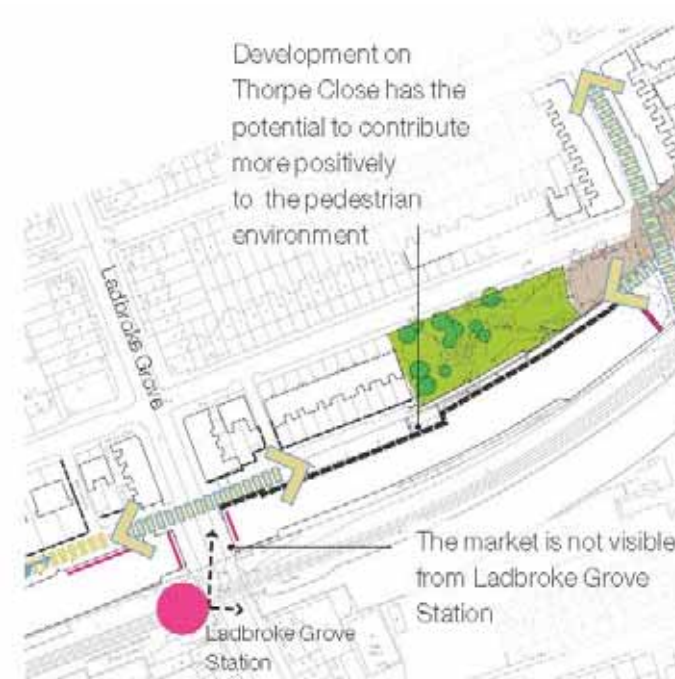 Development on
Thorpe Close has the
potential to contribute
more positively
to the pedestrian
environment
Ladbroke Grove
The market is not visible
from Ladbroke Grove
Station
Ladbroke Grove
Station